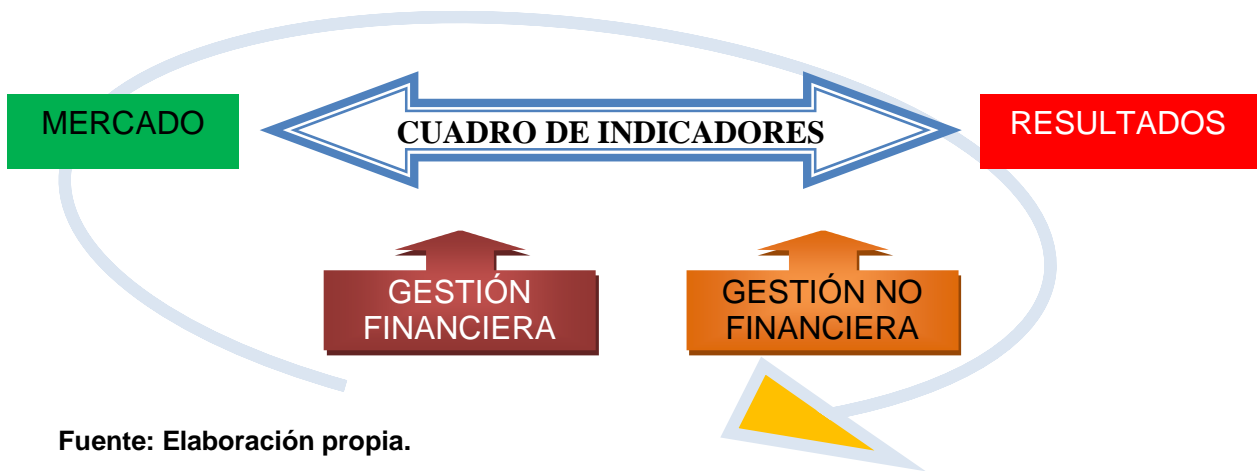 MERCADO
CUADRO DE INDICADORES
RESULTADOS
GESTIÓN
FINANCIERA
GESTIÓN NO
FINANCIERA
Fuente: Elaboración propia.